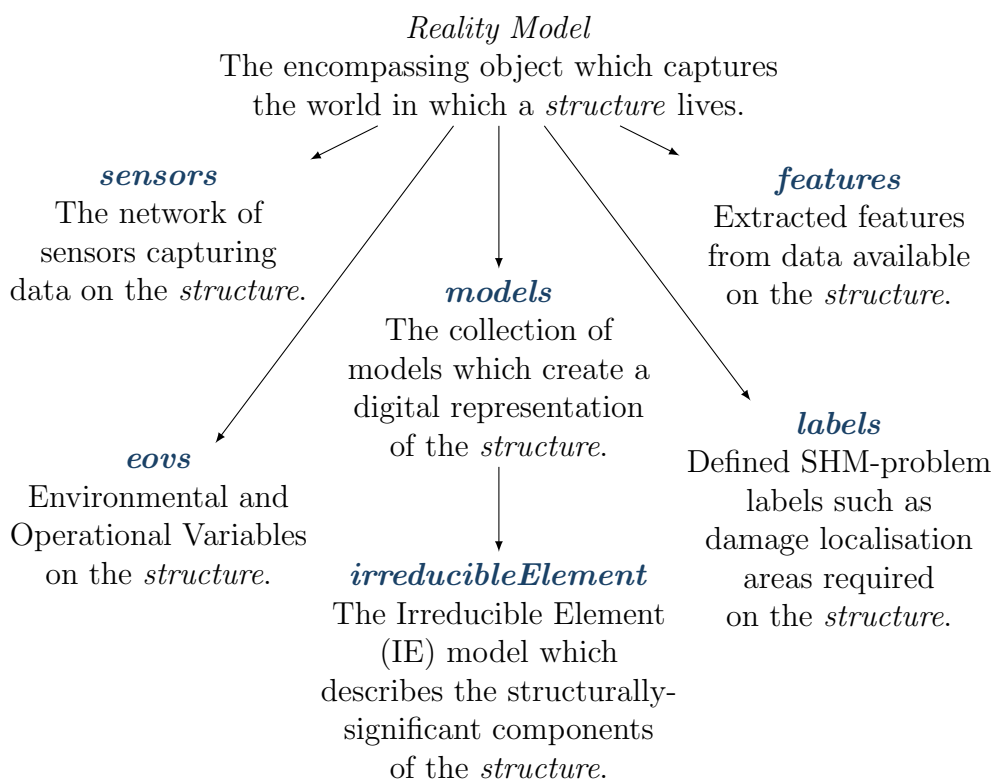 Reality Model
The encompassing object which captures
the world in which a structure lives.
sensors
The network of
sensors capturing
data on the structure.
features
Extracted features
from data available
on the structure.
models
The collection of
models which create a
digital representation
of the structure.
eovs
Environmental and
Operational Variables
on the structure.
labels
Defined SHM-problem
labels such as
damage localisation
areas required
on the structure.
irreducibleElement
The Irreducible Element
(IE) model which
describes the structurally-
significant components
of the structure.